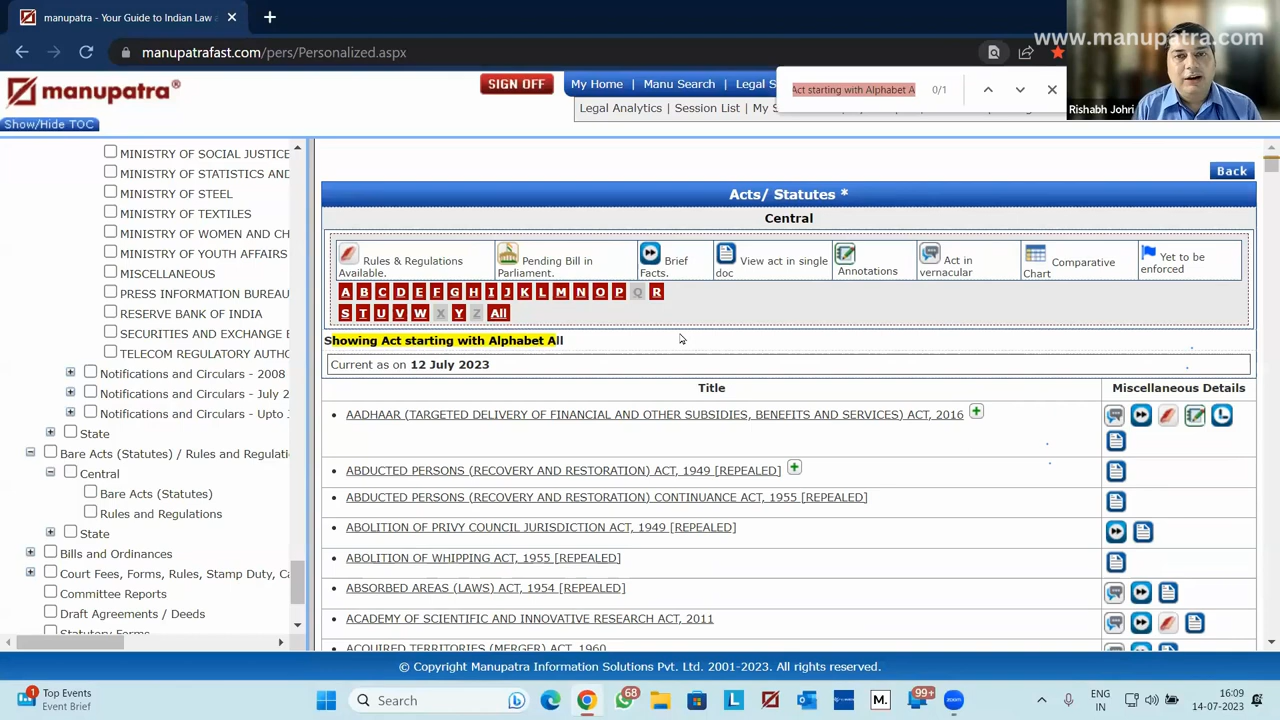 manupatra - Your Guide to Indian Law
manupatrafast.com/pers/Personalized.aspx
www.manupatra.com
Act starting with Alphabet A
0/1
Rishabh Johri
manupatra®
SIGN OFF
My Home
Manu Search
Legal S
Legal Analytics
Session List
My S
Show/Hide TOC
MINISTRY OF SOCIAL JUSTICE
MINISTRY OF STATISTICS AND
MINISTRY OF STEEL
MINISTRY OF TEXTILES
MINISTRY OF WOMEN AND CH
MINISTRY OF YOUTH AFFAIRS
MISCELLANEOUS
PRESS INFORMATION BUREAU
RESERVE BANK OF INDIA
SECURITIES AND EXCHANGE B
TELECOM REGULATORY AUTHO
Notifications and Circulars - 2008
Notifications and Circulars - July 2
Notifications and Circulars - Upto
State
Bare Acts (Statutes) / Rules and Regulati
Central
Bare Acts (Statutes)
Rules and Regulations
State
Bills and Ordinances
Court Fees, Forms, Rules, Stamp Duty, Ca
Committee Reports
Draft Agreements / Deeds
Statutory Forms
Back
Acts/ Statutes *
Central
Rules & Regulations
Available.
Pending Bill in
Parliament.
Brief
Facts.
View act in single
doc
Annotations
Act in
vernacular
Comparative
Chart
Yet to be
enforced
A B C D E F G H I J K L M N O P Q R
S T U V W X Y Z All
Showing Act starting with Alphabet All
Current as on 12 July 2023
Title
Miscellaneous Details
AADHAAR (TARGETED DELIVERY OF FINANCIAL AND OTHER SUBSIDIES, BENEFITS AND SERVICES) ACT, 2016
ABDUCTED PERSONS (RECOVERY AND RESTORATION) ACT, 1949 [REPEALED]
ABDUCTED PERSONS (RECOVERY AND RESTORATION) CONTINUANCE ACT, 1955 [REPEALED]
ABOLITION OF PRIVY COUNCIL JURISDICTION ACT, 1949 [REPEALED]
ABOLITION OF WHIPPING ACT, 1955 [REPEALED]
ABSORBED AREAS (LAWS) ACT, 1954 [REPEALED]
ACADEMY OF SCIENTIFIC AND INNOVATIVE RESEARCH ACT, 2011
ACQUIRED TERRITORIES (MERGER) ACT, 1960
© Copyright Manupatra Information Solutions Pvt. Ltd. 2001-2023. All rights reserved.
1
Top Events
Event Brief
Search
68
L
M.
99+
ENG
IN
16:09
14-07-2023